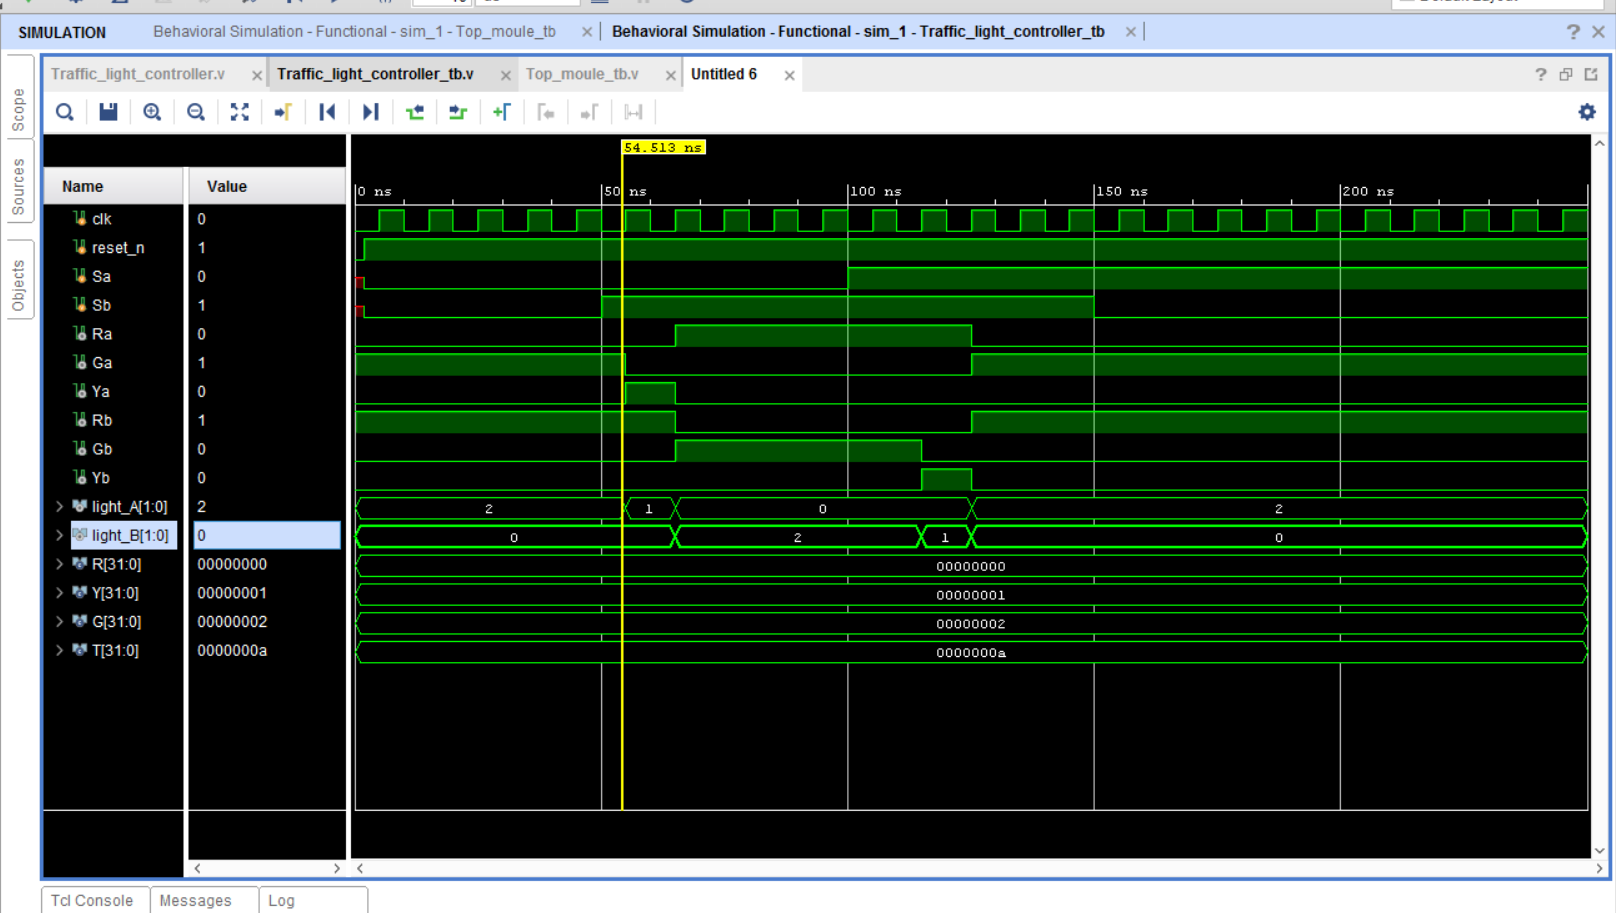 SIMULATION Behavioral Simulation - Functional - sim_1 - Top_moule_tb Behavioral Simulation - Functional - sim_1 - Traffic_light_controller_tb
Traffic_light_controller.v Traffic_light_controller_tb.v Top_moule_tb.v Untitled 6
Scope
Sources
Objects
54.513 ns
Name Value 0 ns 50 ns 100 ns 150 ns 200 ns
clk 0
reset_n 1
Sa 0
Sb 1
Ra 0
Ga 1
Ya 0
Rb 1
Gb 0
Yb 0
light_A[1:0] 2 2 1 0 2
light_B[1:0] 0 0 2 1 0
R[31:0] 00000000 00000000
Y[31:0] 00000001 00000001
G[31:0] 00000002 00000002
T[31:0] 0000000a 0000000a
Tcl Console Messages Log